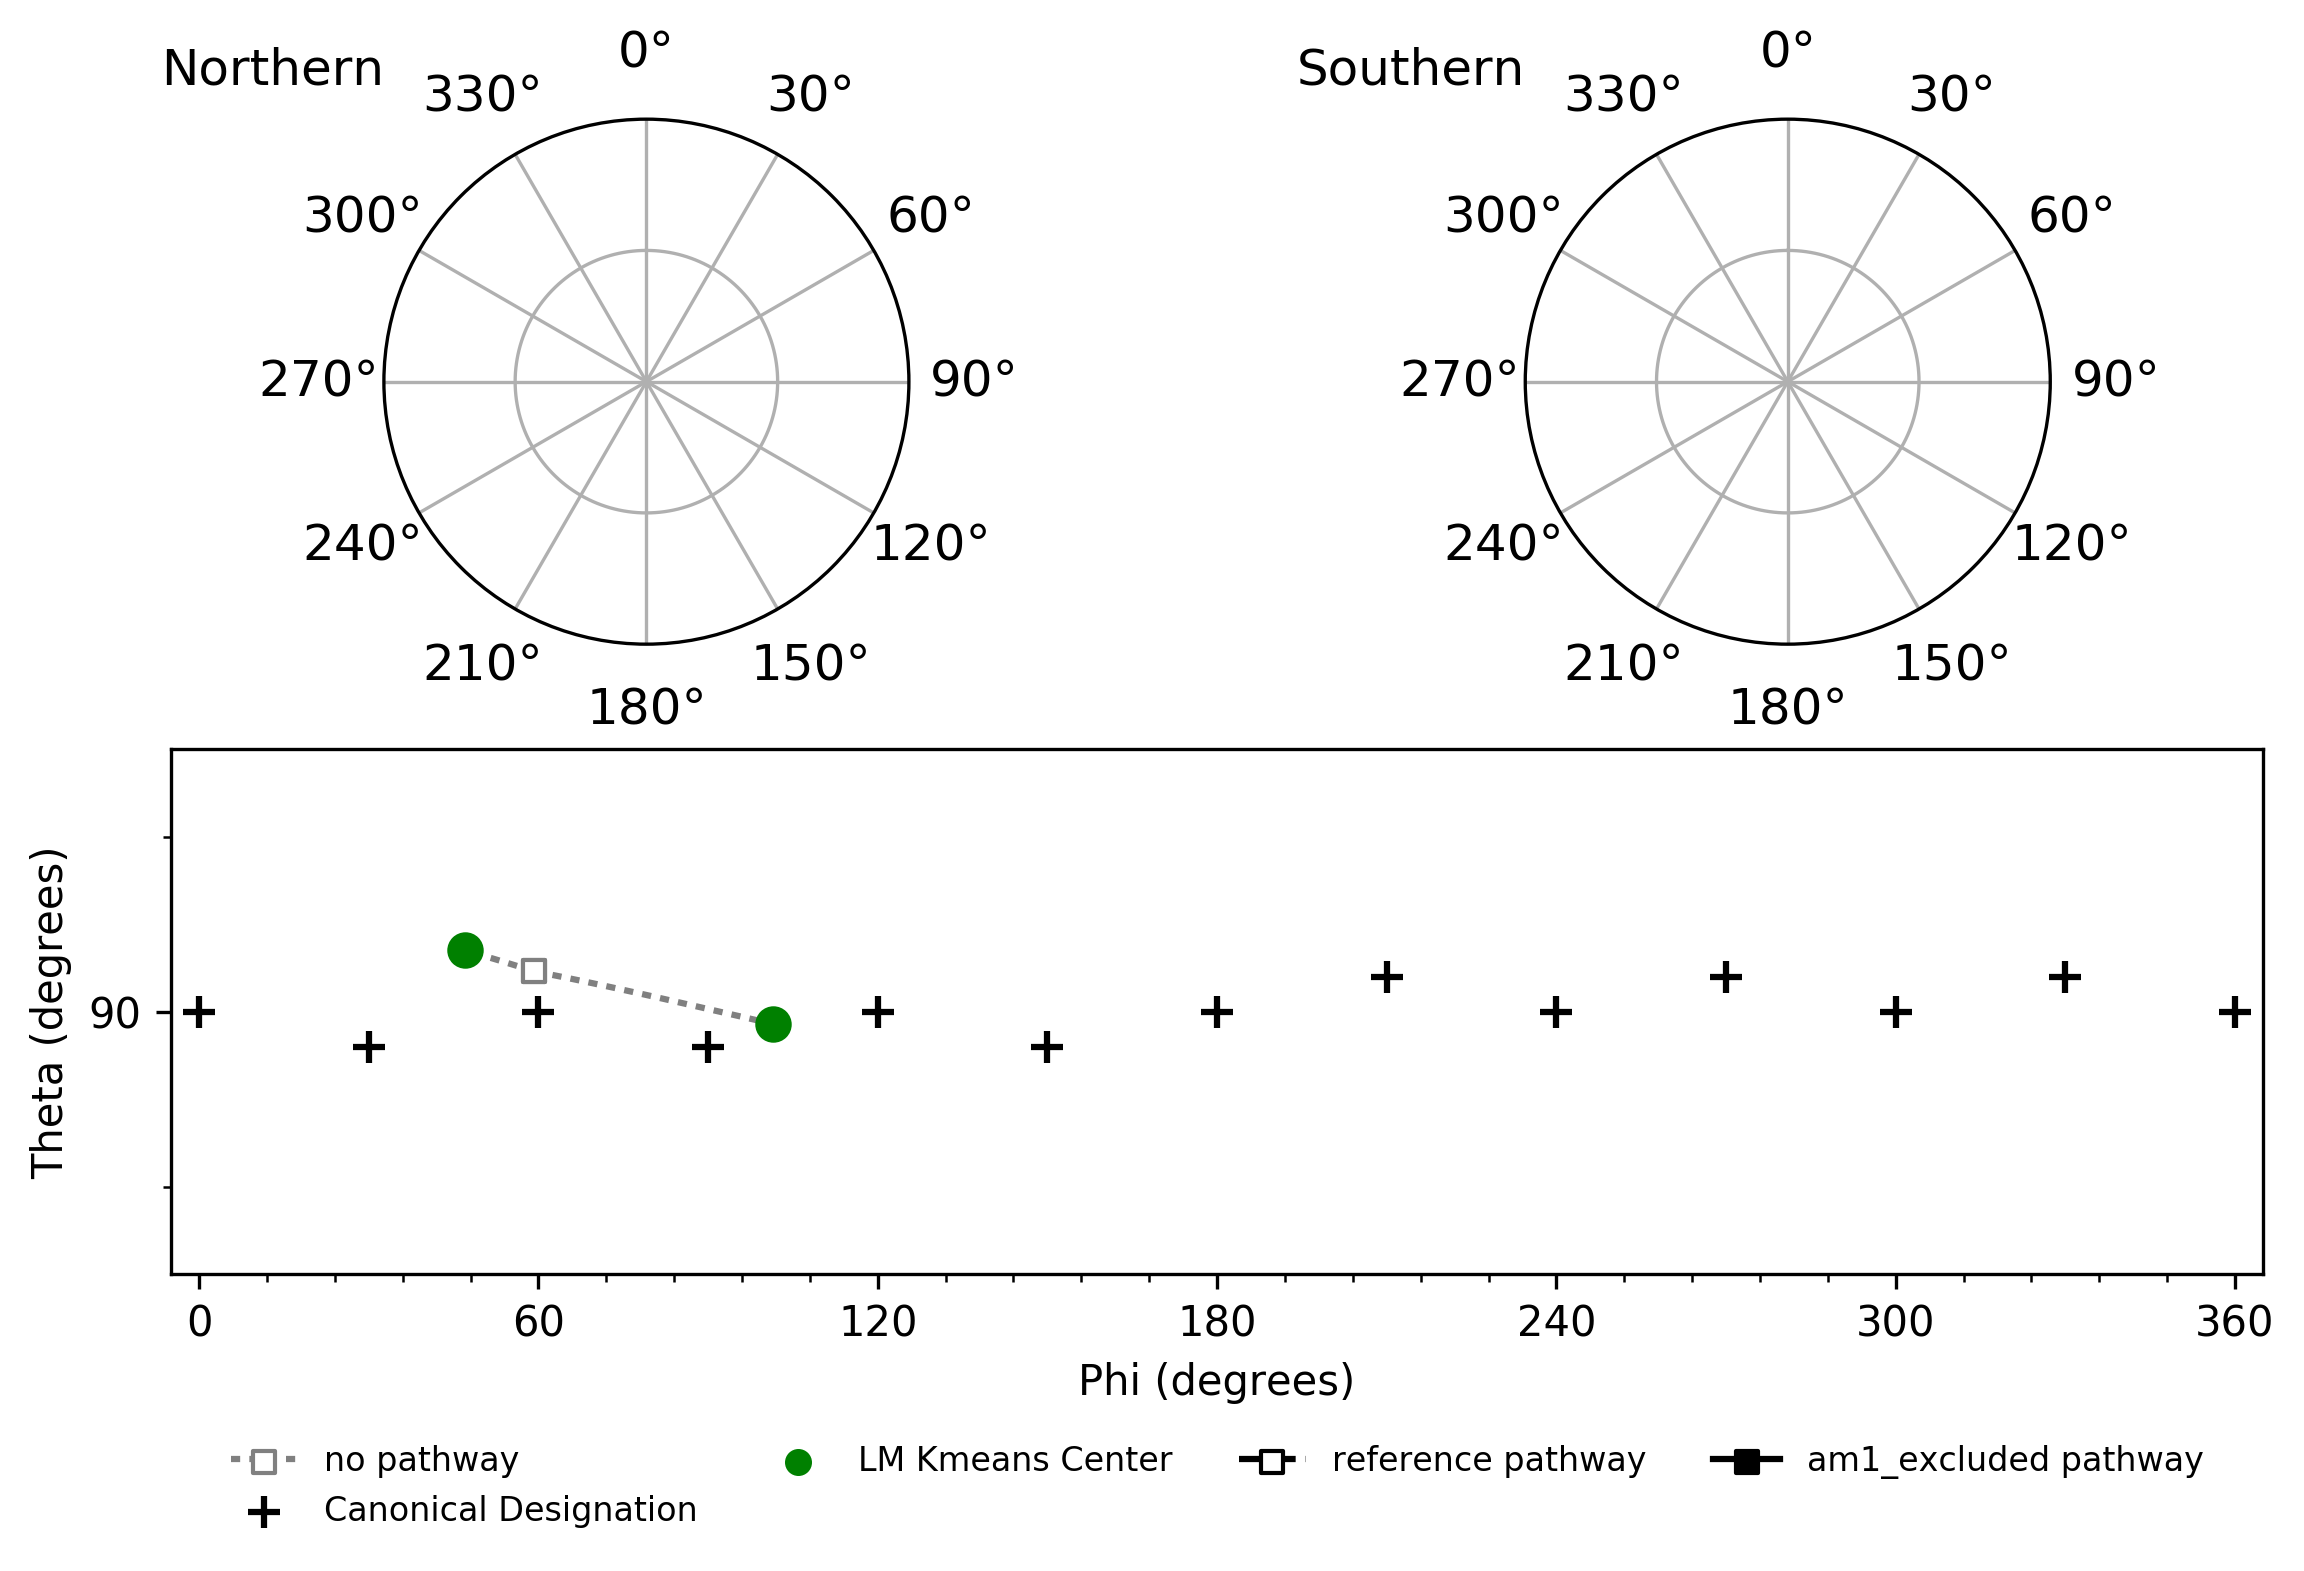 Northern
0°
30°
60°
90°
120°
150°
180°
210°
240°
270°
300°
330°
Southern
0°
30°
60°
90°
120°
150°
180°
210°
240°
270°
300°
330°
Theta (degrees)
90
0 60 120 180 240 300 360
Phi (degrees)
no pathway
Canonical Designation
LM Kmeans Center
reference pathway
am1_excluded pathway